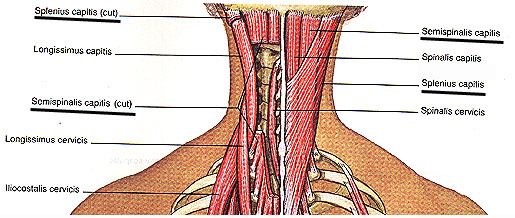 Splenius capitis (cut)
Longissimus capitis
Semispinalis capitis (cut)
Longissimus cervicis
Iliocostalis cervicis
Semispinalis capitis
Spinalis capitis
Splenius capitis
Spinalis cervicis